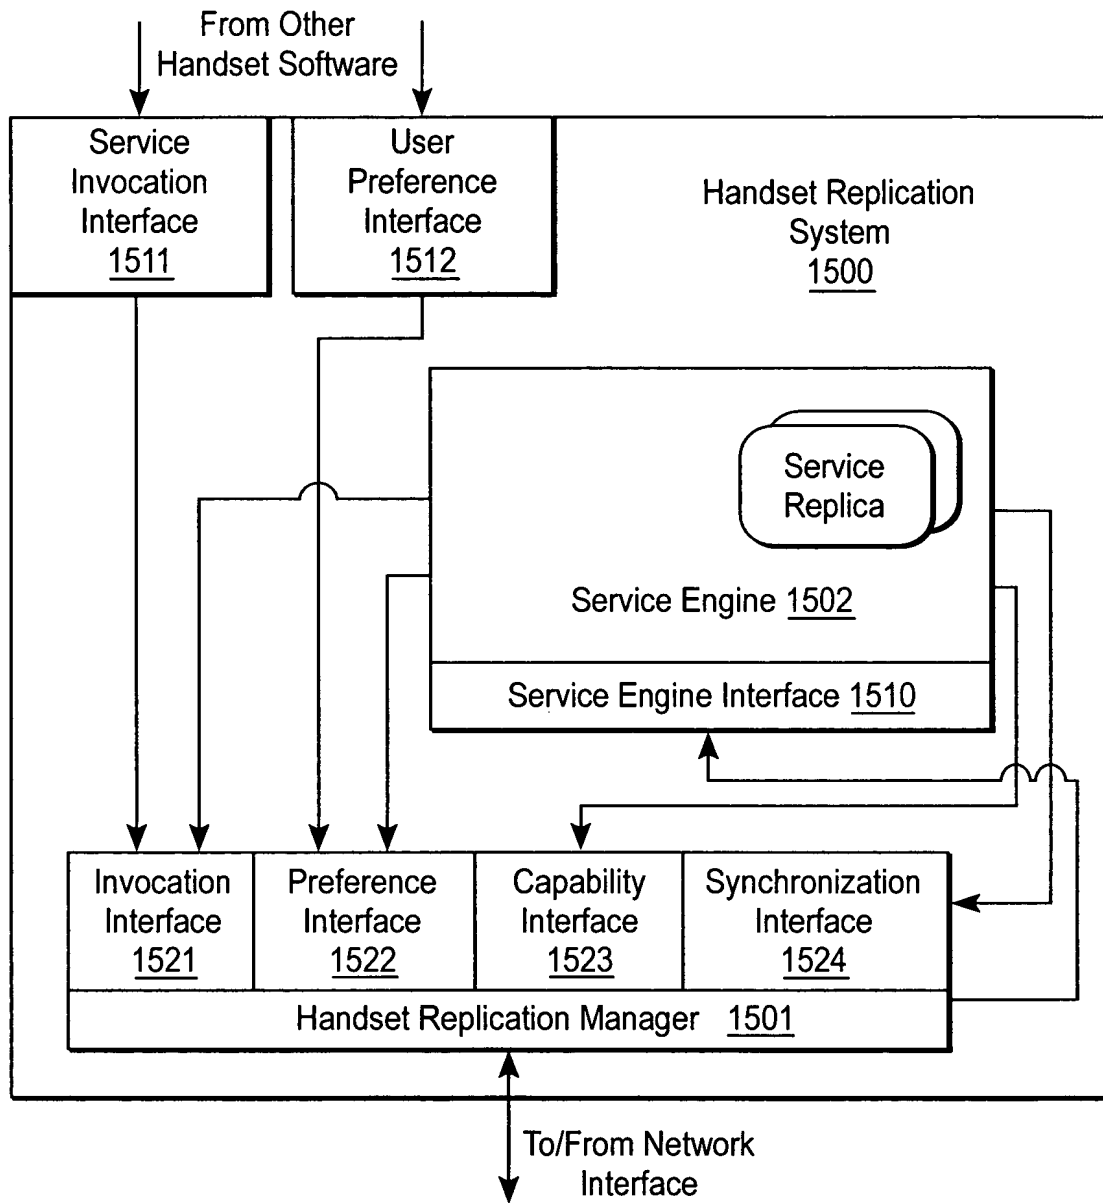 From Other
Handset Software
Service
Invocation
Interface
1511
User
Preference
Interface
1512
Handset Replication
System
1500
Service
Replica
Service Engine 1502
Service Engine Interface 1510
Invocation
Interface
1521
Preference
Interface
1522
Capability
Interface
1523
Synchronization
Interface
1524
Handset Replication Manager 1501
To/From Network
Interface